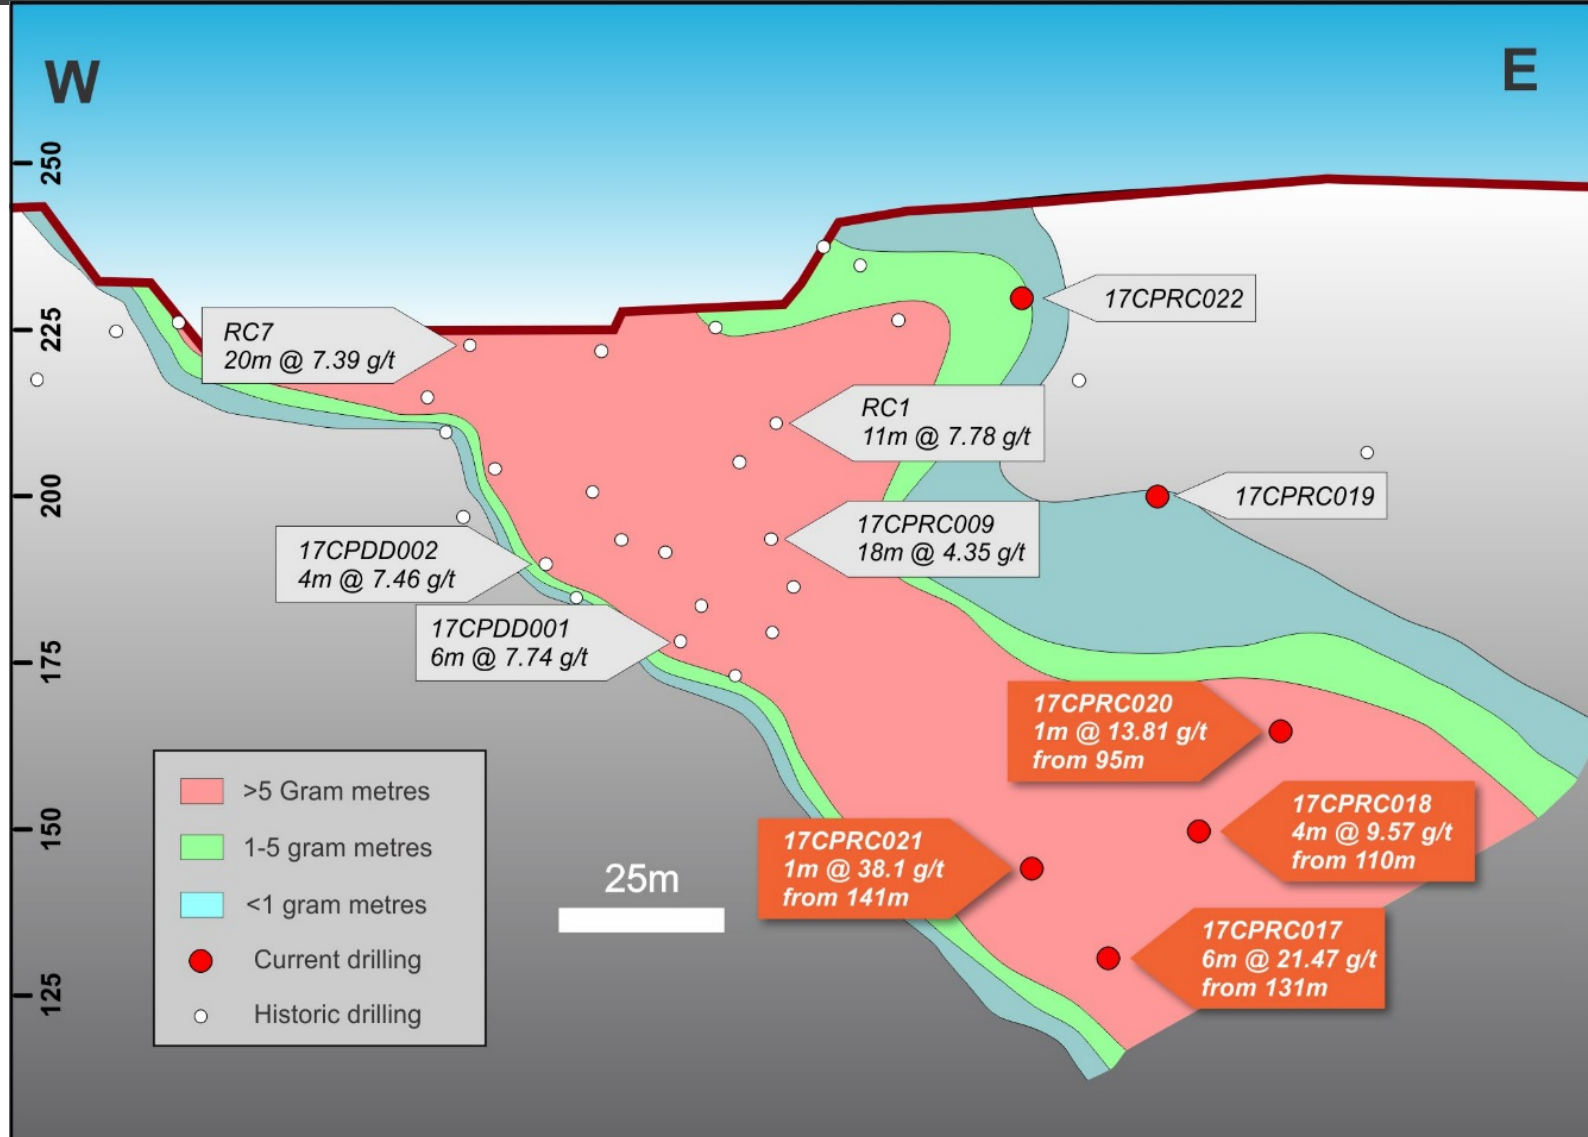 W
E
250
225
200
175
150
125
17CPRC022
RC7
20m @ 7.39 g/t
RC1
11m @ 7.78 g/t
17CPRC019
17CPRC009
18m @ 4.35 g/t
17CPDD002
4m @ 7.46 g/t
17CPDD001
6m @ 7.74 g/t
17CPRC020
1m @ 13.81 g/t
from 95m
17CPRC018
4m @ 9.57 g/t
from 110m
17CPRC021
1m @ 38.1 g/t
from 141m
17CPRC017
6m @ 21.47 g/t
from 131m
25m
>5 Gram metres
1-5 gram metres
<1 gram metres
Current drilling
Historic drilling